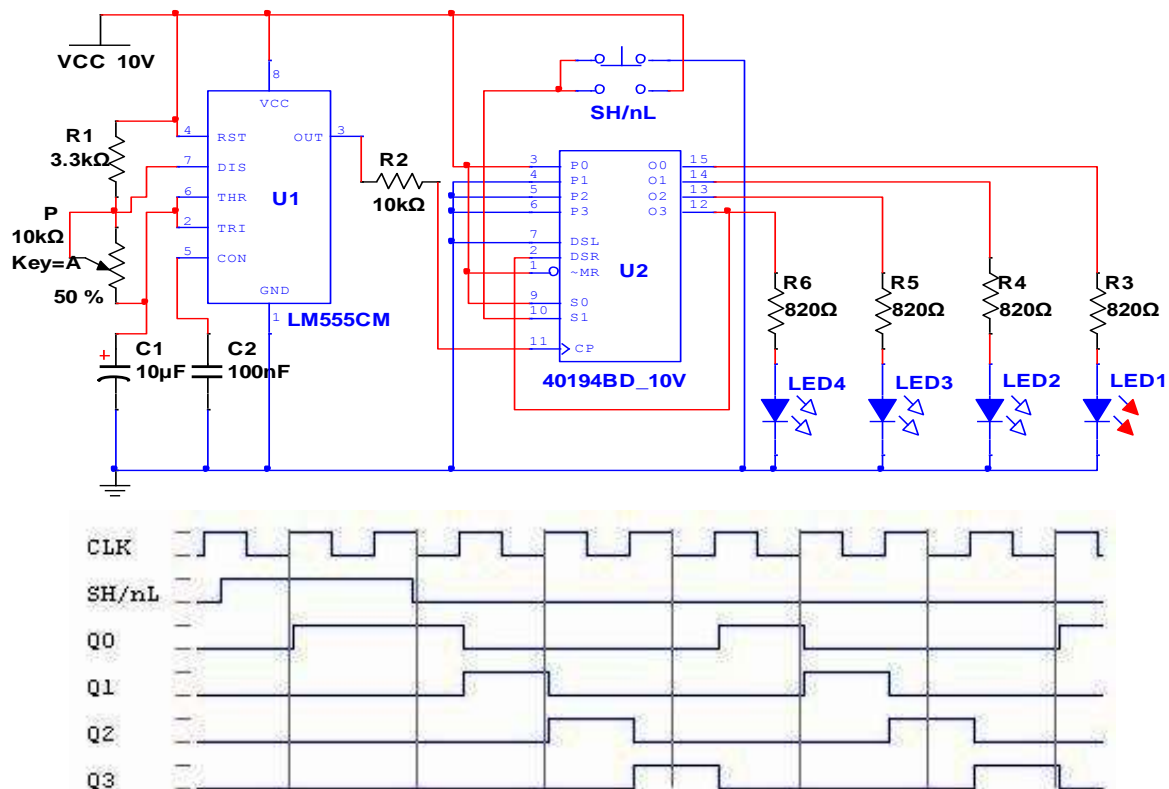 VCC 10V
R1
3.3kΩ
P
10kΩ
Key=A
50 %
8
VCC
4 RST
7 DIS
6 THR
2 TRI
5 CON
OUT 3
U1
GND
1
LM555CM
C1
10µF
+
C2
100nF
R2
10kΩ
SH/nL
3 P0
4 P1
5 P2
6 P3
7 DSL
2 DSR
1 ~MR
9 S0
10 S1
11 CP
O0 15
O1 14
O2 13
O3 12
U2
40194BD_10V
R6
820Ω
R5
820Ω
R4
820Ω
R3
820Ω
LED4
LED3
LED2
LED1
CLK
SH/nL
Q0
Q1
Q2
Q3